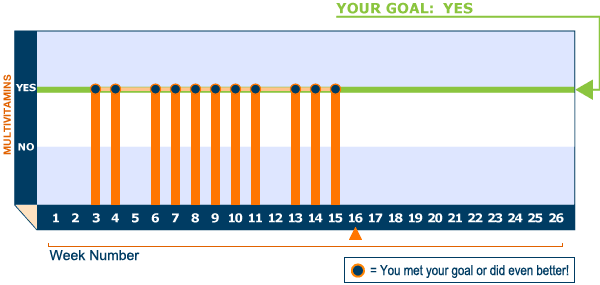 YOUR GOAL: YES
MULTIVITAMINS
YES
NO
1 2 3 4 5 6 7 8 9 10 11 12 13 14 15 16 17 18 19 20 21 22 23 24 25 26
Week Number
= You met your goal or did even better!